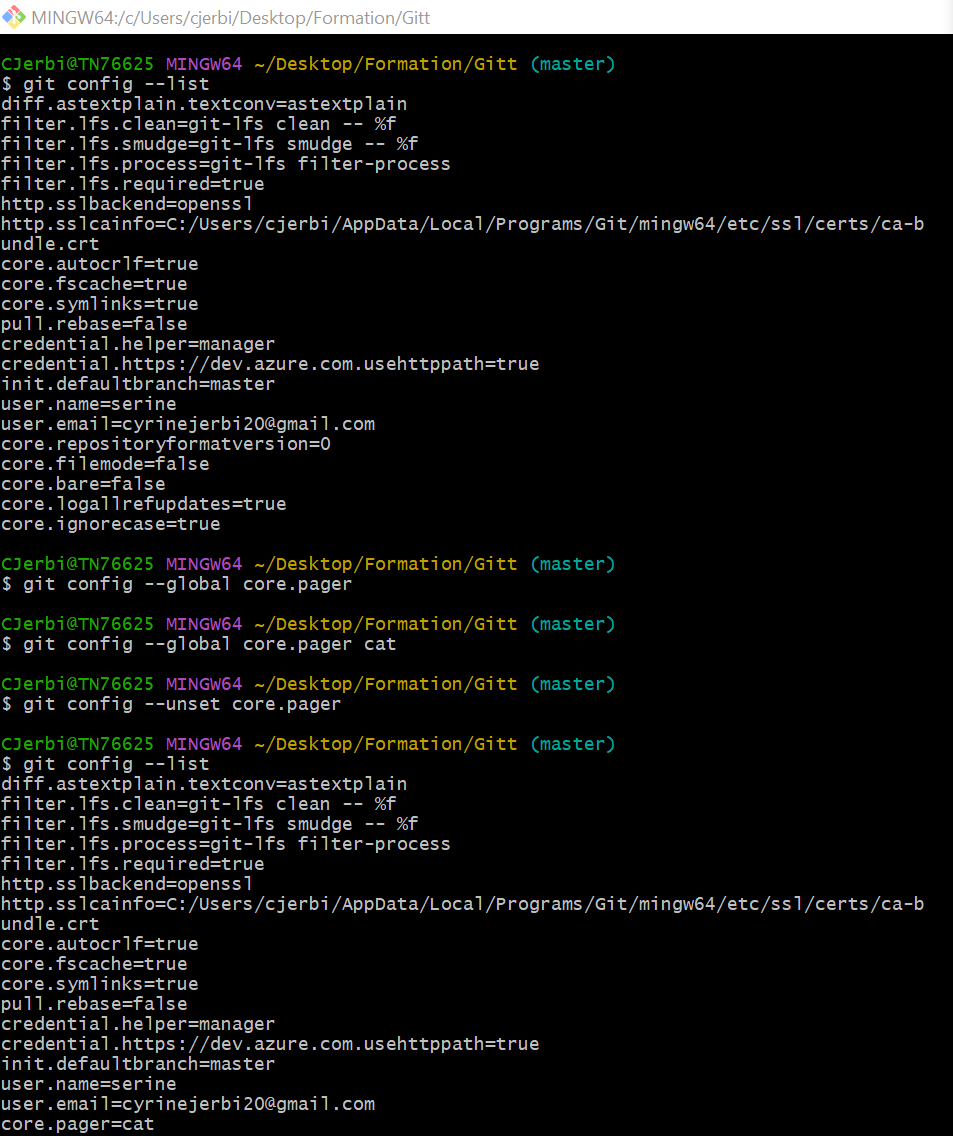 MINGW64:/c/Users/cjerbi/Desktop/Formation/Gitt
CJerbi@TN76625 MINGW64 ~/Desktop/Formation/Gitt (master)
$ git config --list
diff.astextplain.textconv=astextplain
filter.lfs.clean=git-lfs clean -- %f
filter.lfs.smudge=git-lfs smudge -- %f
filter.lfs.process=git-lfs filter-process
filter.lfs.required=true
http.sslbackend=openssl
http.sslcainfo=C:/Users/cjerbi/AppData/Local/Programs/Git/mingw64/etc/ssl/certs/ca-b
undle.crt
core.autocrlf=true
core.fscache=true
core.symlinks=true
pull.rebase=false
credential.helper=manager
credential.https://dev.azure.com.usehttppath=true
init.defaultbranch=master
user.name=serine
user.email=cyrinejerbi20@gmail.com
core.repositoryformatversion=0
core.filemode=false
core.bare=false
core.logallrefupdates=true
core.ignorecase=true
CJerbi@TN76625 MINGW64 ~/Desktop/Formation/Gitt (master)
$ git config --global core.pager
CJerbi@TN76625 MINGW64 ~/Desktop/Formation/Gitt (master)
$ git config --global core.pager cat
CJerbi@TN76625 MINGW64 ~/Desktop/Formation/Gitt (master)
$ git config --unset core.pager
CJerbi@TN76625 MINGW64 ~/Desktop/Formation/Gitt (master)
$ git config --list
diff.astextplain.textconv=astextplain
filter.lfs.clean=git-lfs clean -- %f
filter.lfs.smudge=git-lfs smudge -- %f
filter.lfs.process=git-lfs filter-process
filter.lfs.required=true
http.sslbackend=openssl
http.sslcainfo=C:/Users/cjerbi/AppData/Local/Programs/Git/mingw64/etc/ssl/certs/ca-b
undle.crt
core.autocrlf=true
core.fscache=true
core.symlinks=true
pull.rebase=false
credential.helper=manager
credential.https://dev.azure.com.usehttppath=true
init.defaultbranch=master
user.name=serine
user.email=cyrinejerbi20@gmail.com
core.pager=cat